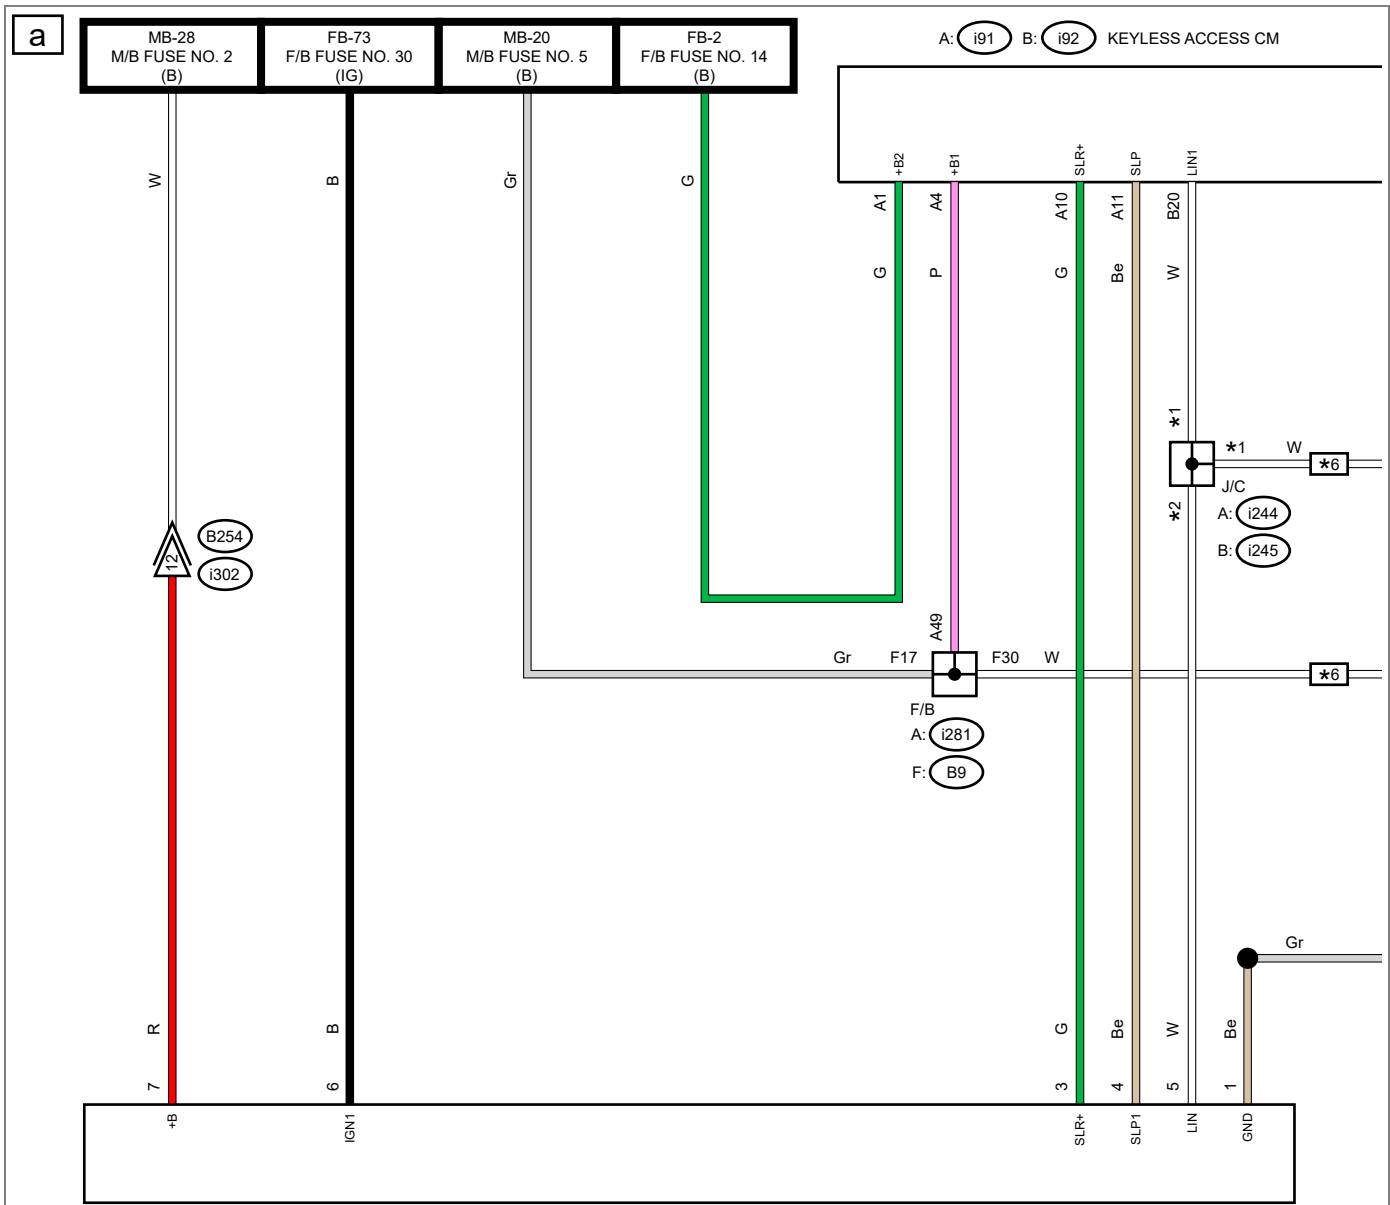 a
MB-28
M/B FUSE NO. 2
(B)
FB-73
F/B FUSE NO. 30
(IG)
MB-20
M/B FUSE NO. 5
(B)
FB-2
F/B FUSE NO. 14
(B)
A: i91 B: i92 KEYLESS ACCESS CM
+B2
+B1
SLR+
SLP
LIN1
W
B
Gr
G
A1
A4
A10
A11
B20
G
P
G
Be
W
*1
*1 W *6
J/C
*2
A: i244
B: i245
B254
12
i302
A49
Gr F17 F30 W *6
F/B
A: i281
F: B9
Gr
R
B
G
Be
W
Be
7
6
3
4
5
1
+B
IGN1
SLR+
SLP1
LIN
GND